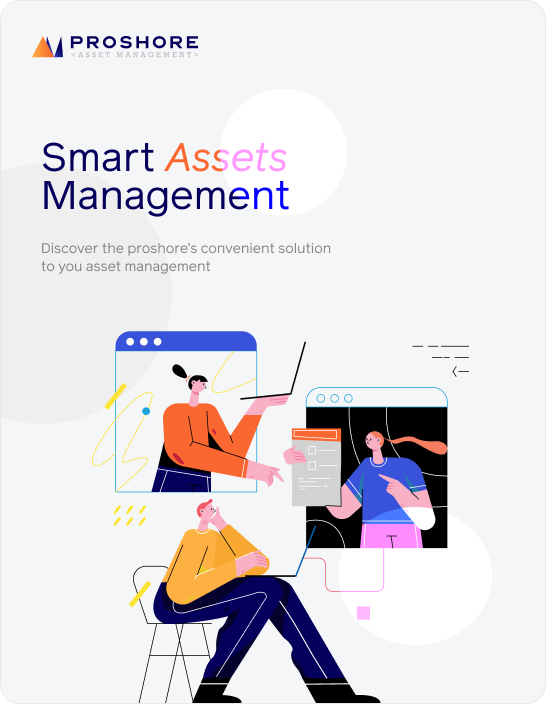 PROSHORE
<ASSET MANAGEMENT>
Smart Assets
Management
Discover the proshore's convenient solution
to you asset management